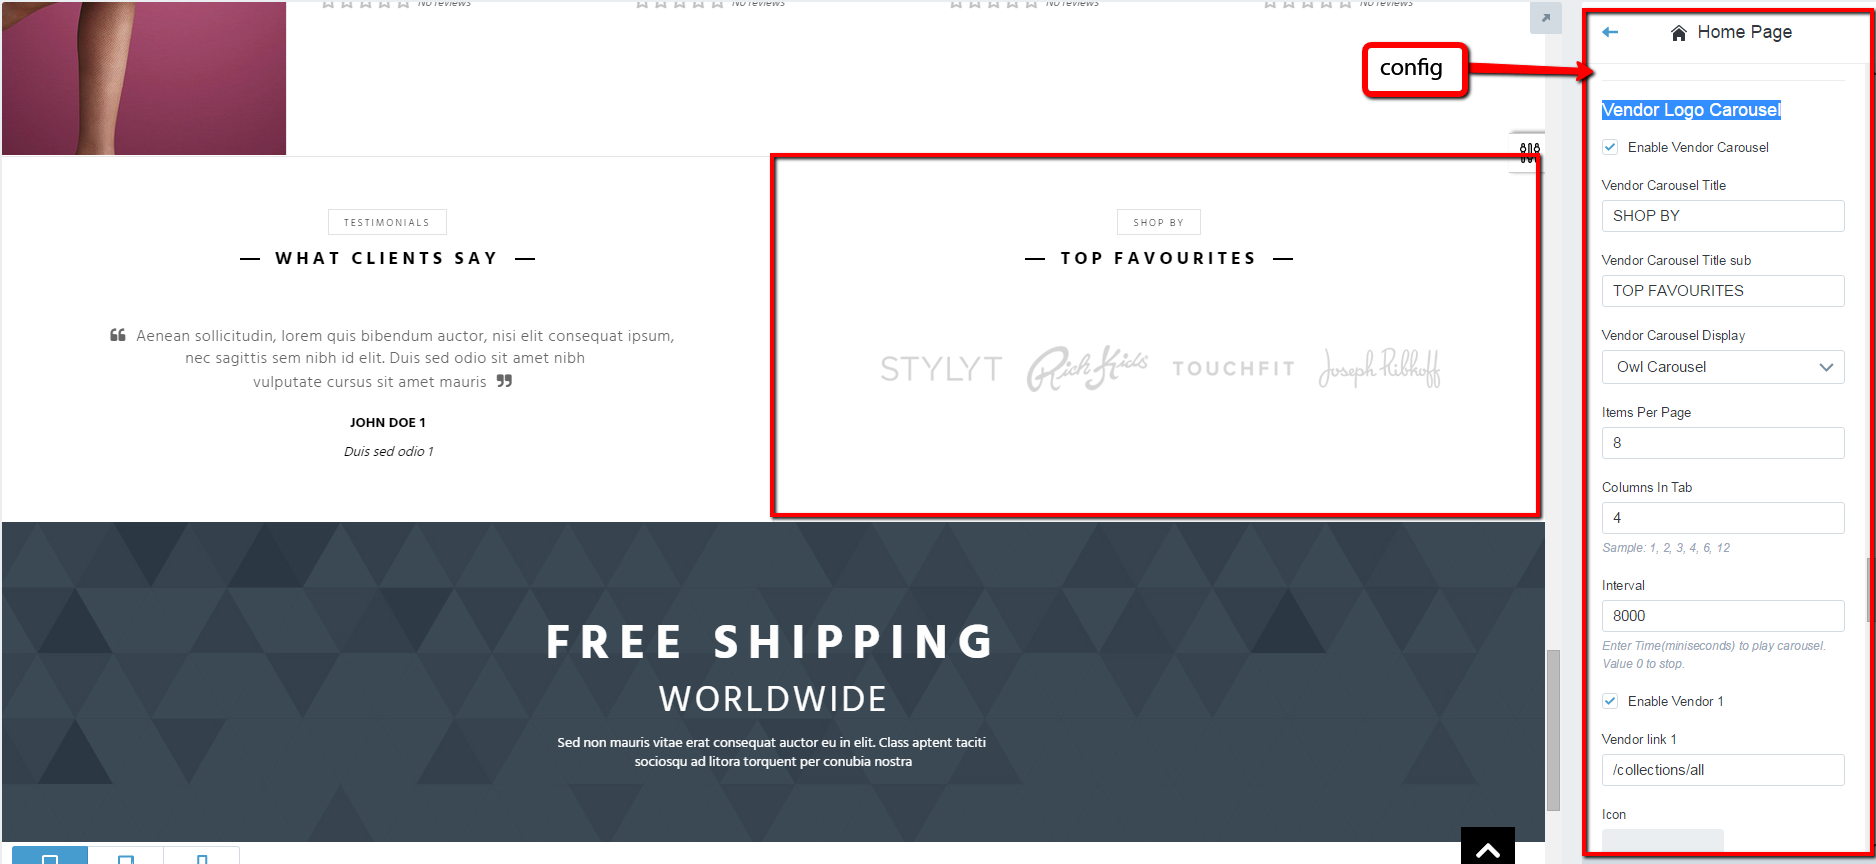 No reviews
No reviews
No reviews
No reviews
TESTIMONIALS
WHAT CLIENTS SAY
Aenean sollicitudin, lorem quis bibendum auctor, nisi elit consequat ipsum,
nec sagittis sem nibh id elit. Duis sed odio sit amet nibh
vulputate cursus sit amet mauris
JOHN DOE 1
Duis sed odio 1
SHOP BY
TOP FAVOURITES
STYLYT
Rich Kids
TOUCHFIT
Joseph Ribkoff
FREE SHIPPING
WORLDWIDE
Sed non mauris vitae erat consequat auctor eu in elit. Class aptent taciti
sociosqu ad litora torquent per conubia nostra
config
Home Page
Vendor Logo Carousel
Enable Vendor Carousel
Vendor Carousel Title
SHOP BY
Vendor Carousel Title sub
TOP FAVOURITES
Vendor Carousel Display
Owl Carousel
Items Per Page
8
Columns In Tab
4
Sample: 1, 2, 3, 4, 6, 12
Interval
8000
Enter Time(miniseconds) to play carousel.
Value 0 to stop.
Enable Vendor 1
Vendor link 1
/collections/all
Icon